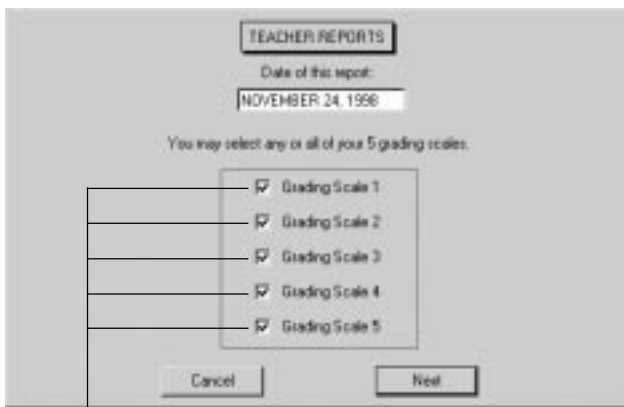 TEACHER REPORTS
Date of this report:
NOVEMBER 24, 1998
You may select any or all of your 5 grading scales.
Grading Scale 1
Grading Scale 2
Grading Scale 3
Grading Scale 4
Grading Scale 5
Cancel Next